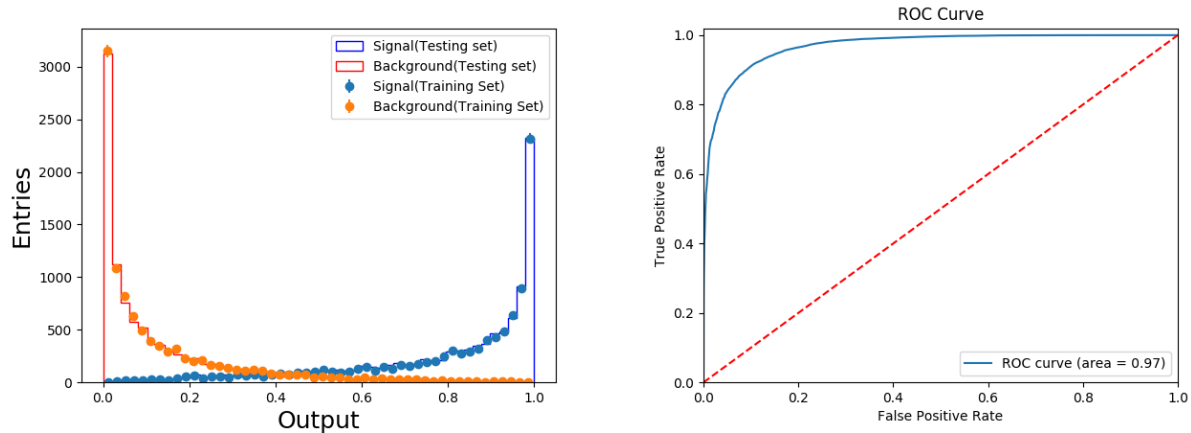 Signal(Testing set)
Background(Testing set)
Signal(Training Set)
Background(Training Set)
Entries
3000
2500
2000
1500
1000
500
0
0.0 0.2 0.4 0.6 0.8 1.0
Output
ROC Curve
True Positive Rate
1.0
0.8
0.6
0.4
0.2
0.0
ROC curve (area = 0.97)
0.0 0.2 0.4 0.6 0.8 1.0
False Positive Rate